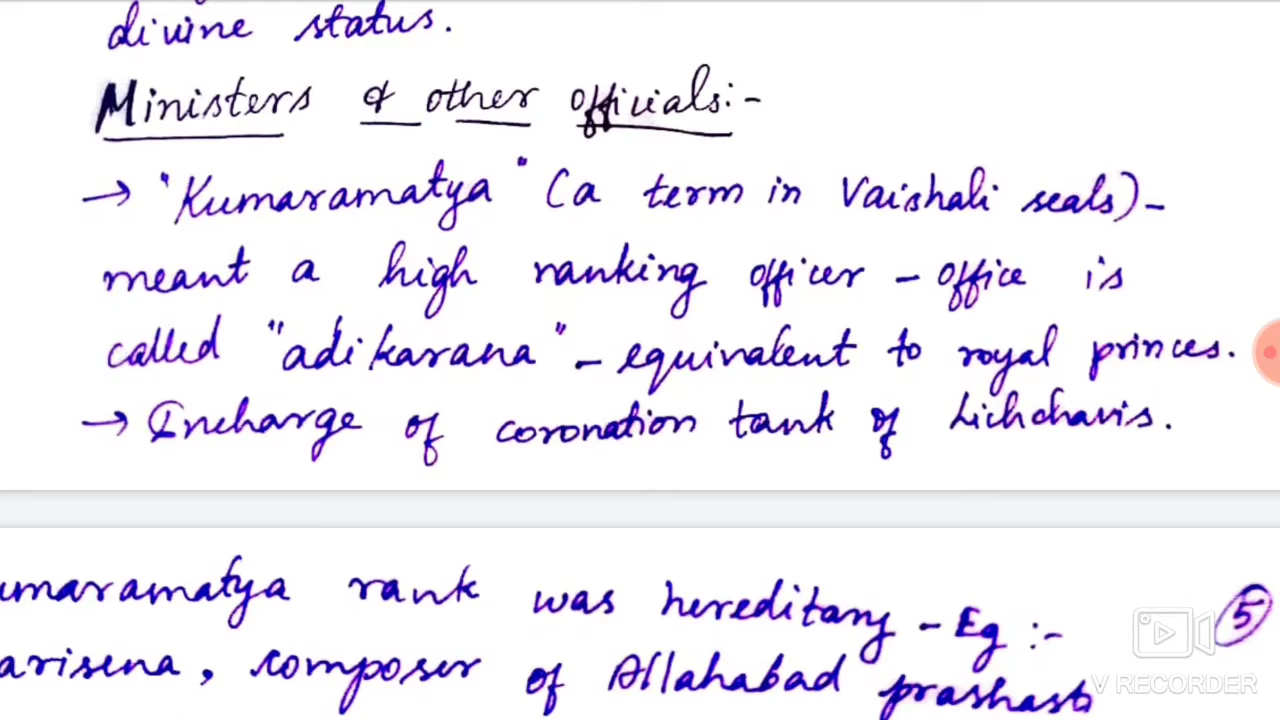 divine status.
Ministers & other officials:-
→ "Kumaramatya" (a term in Vaishali seals) -
meant a high ranking officer - office is
called "adikarana" - equivalent to royal princes.
→ Incharge of coronation tank of Lichchavis.
umaramatya rank was hereditary - Eg :-
5
arisena, composer of Allahabad prashasti
V RECORDER